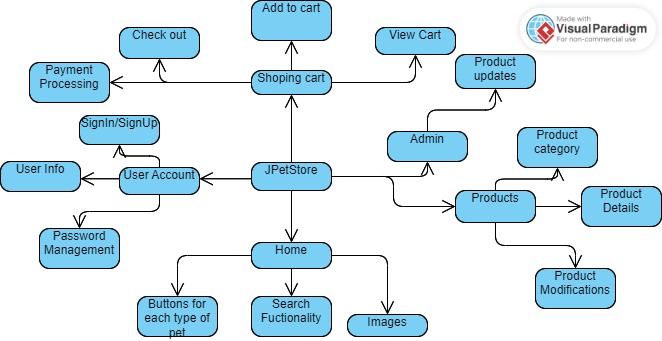 Add to cart
Made with
Visual Paradigm
For non-commercial use
Check out
View Cart
Payment
Processing
Shoping cart
Product
updates
SignIn/SignUp
Admin
Product
category
User Info
User Account
JPetStore
Products
Product
Details
Password
Management
Home
Product
Modifications
Buttons for
each type of
pet
Search
Fuctionality
Images